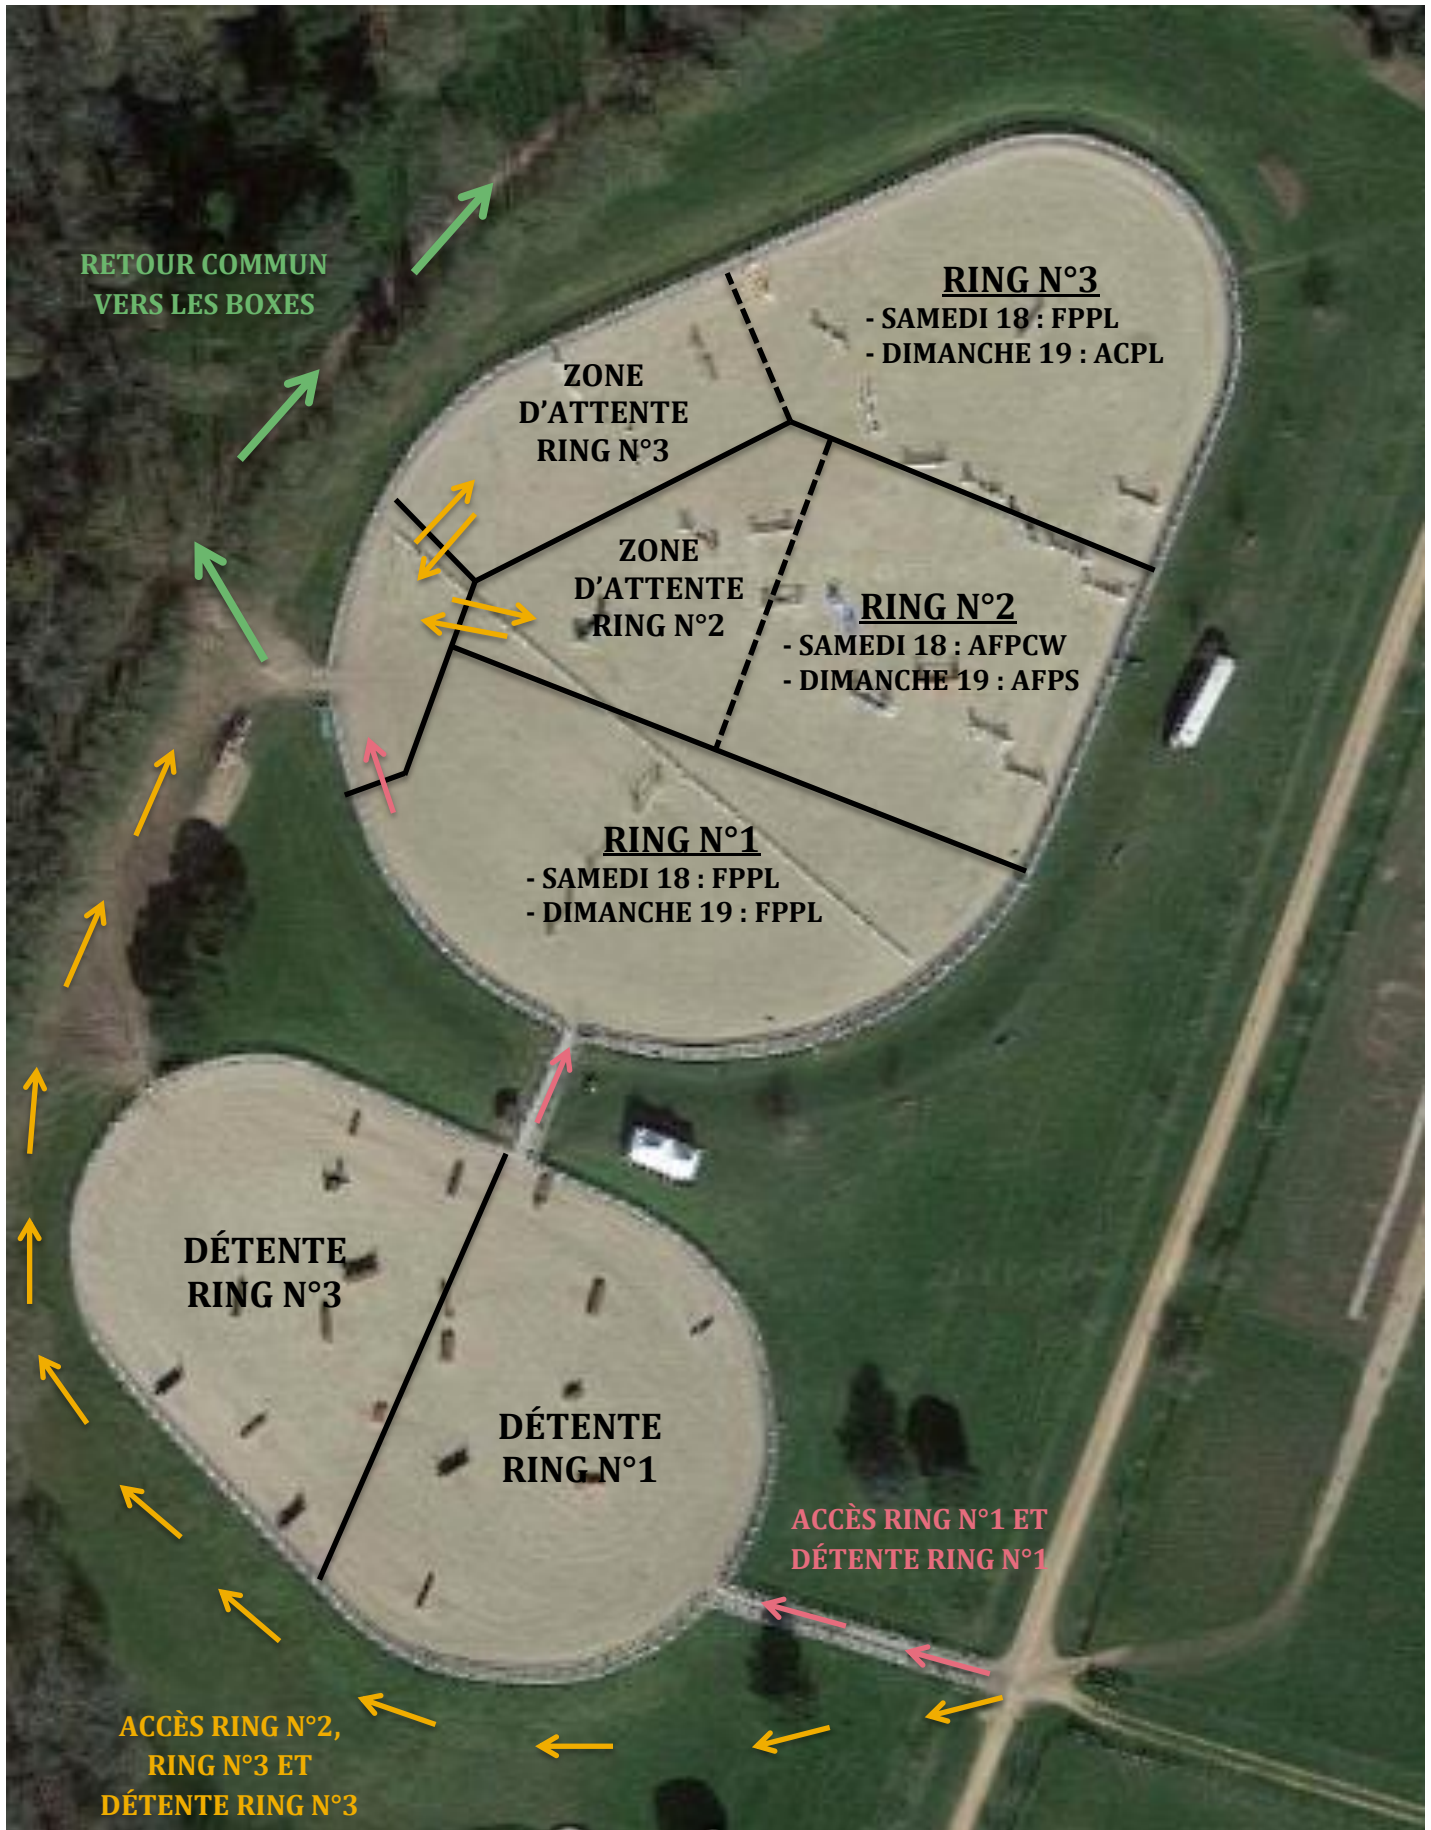 RETOUR COMMUN
VERS LES BOXES
RING N°3
- SAMEDI 18 : FPPL
- DIMANCHE 19 : ACPL
ZONE
D'ATTENTE
RING N°3
ZONE
D'ATTENTE
RING N°2
RING N°2
- SAMEDI 18 : AFPCW
- DIMANCHE 19 : AFPS
RING N°1
- SAMEDI 18 : FPPL
- DIMANCHE 19 : FPPL
DÉTENTE
RING N°3
DÉTENTE
RING N°1
ACCÈS RING N°1 ET
DÉTENTE RING N°1
ACCÈS RING N°2,
RING N°3 ET
DÉTENTE RING N°3